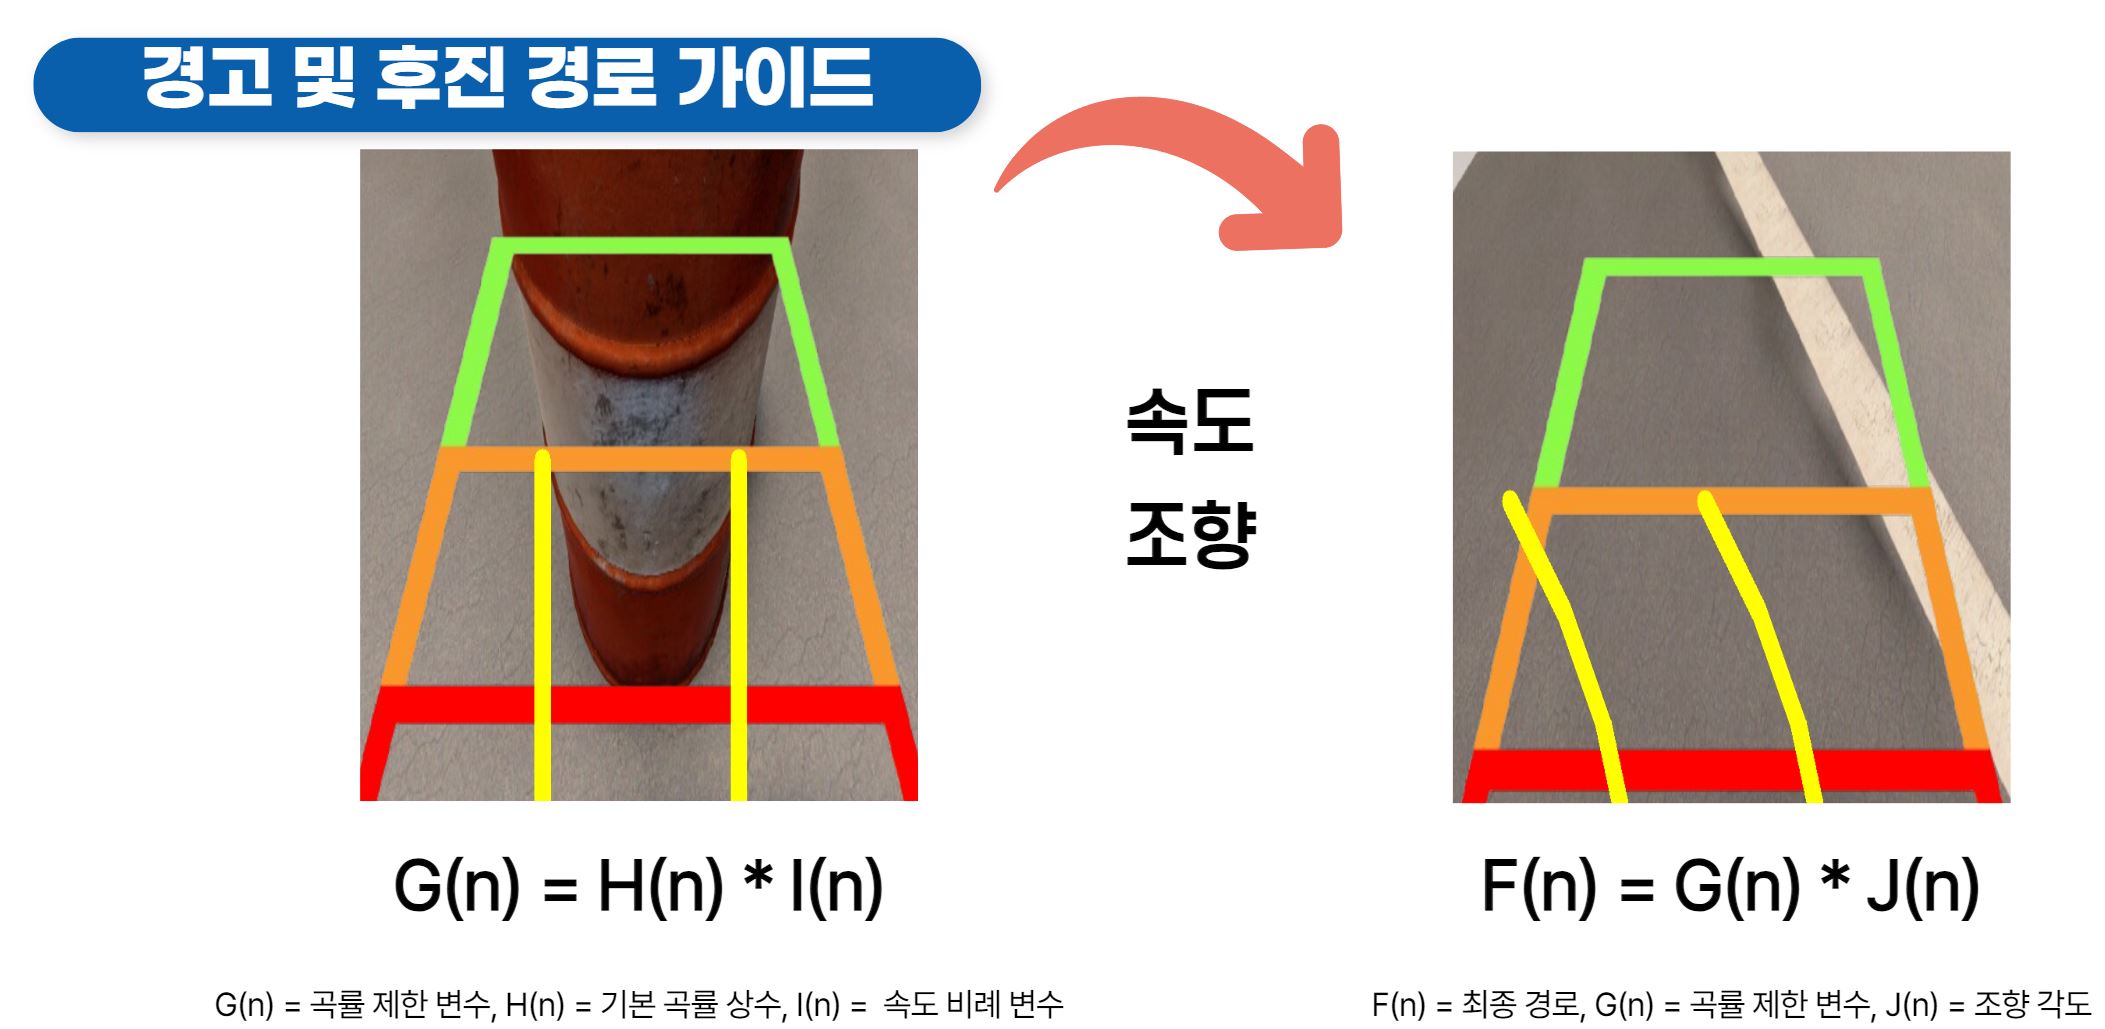 경고 및 후진 경로 가이드
속도
조향
G(n) = H(n) * I(n)
F(n) = G(n) * J(n)
G(n) = 곡률 제한 변수, H(n) = 기본 곡률 상수, I(n) = 속도 비례 변수
F(n) = 최종 경로, G(n) = 곡률 제한 변수, J(n) = 조향 각도